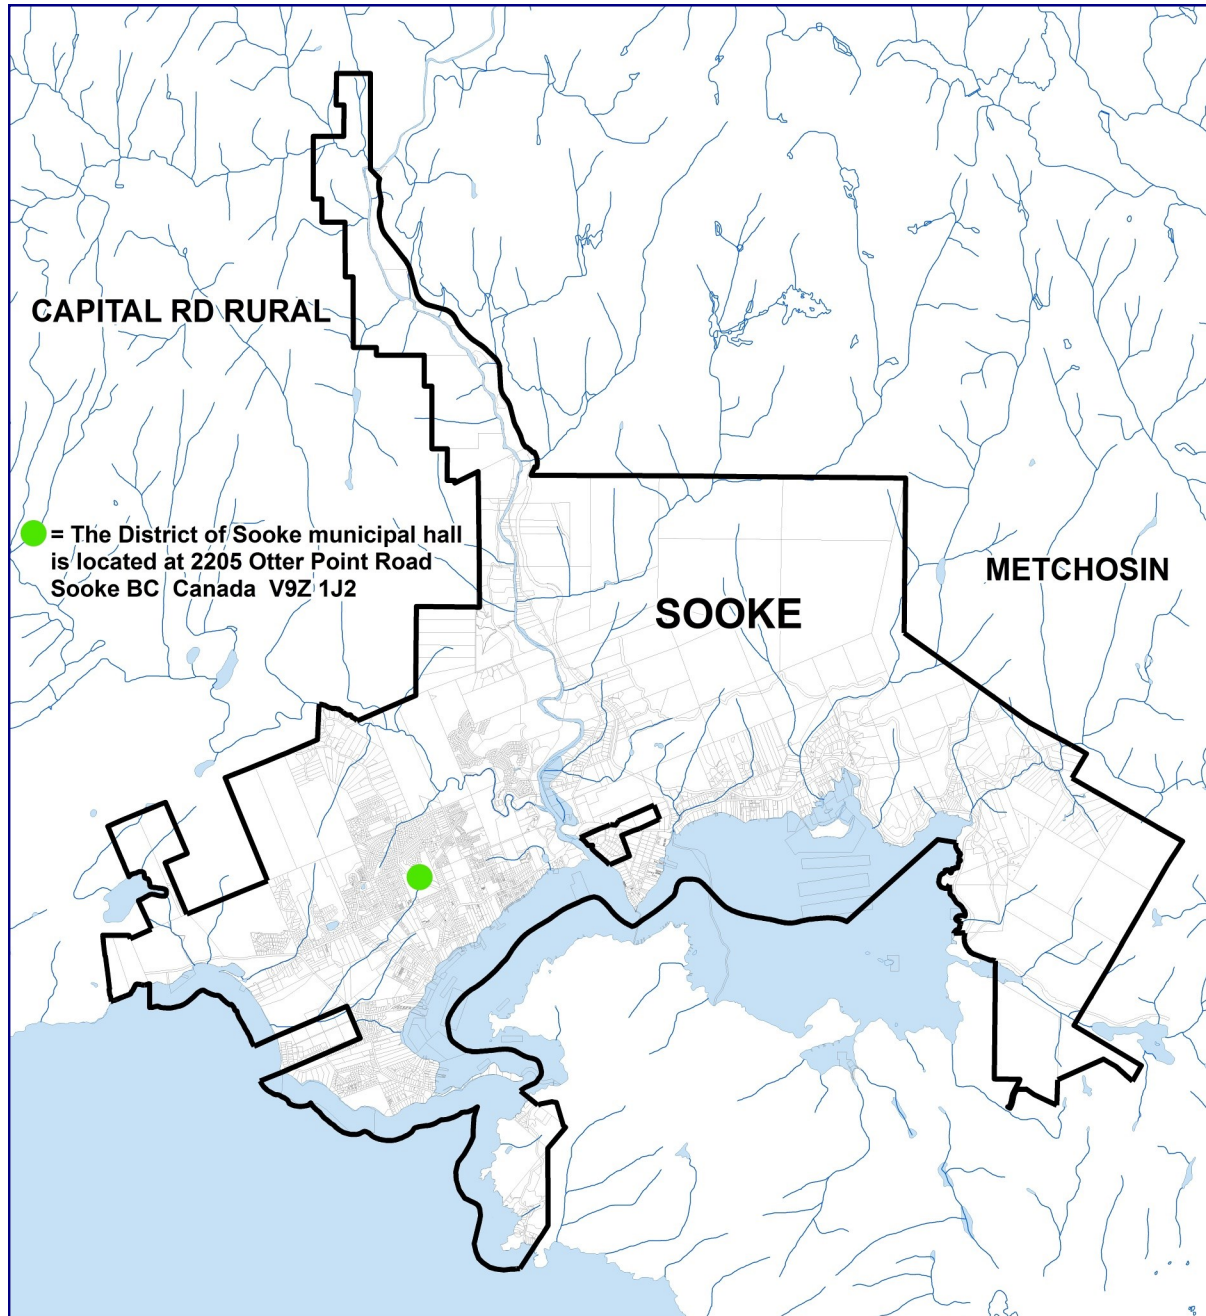 CAPITAL RD RURAL
= The District of Sooke municipal hall
is located at 2205 Otter Point Road
Sooke BC  Canada  V9Z 1J2
METCHOSIN
SOOKE